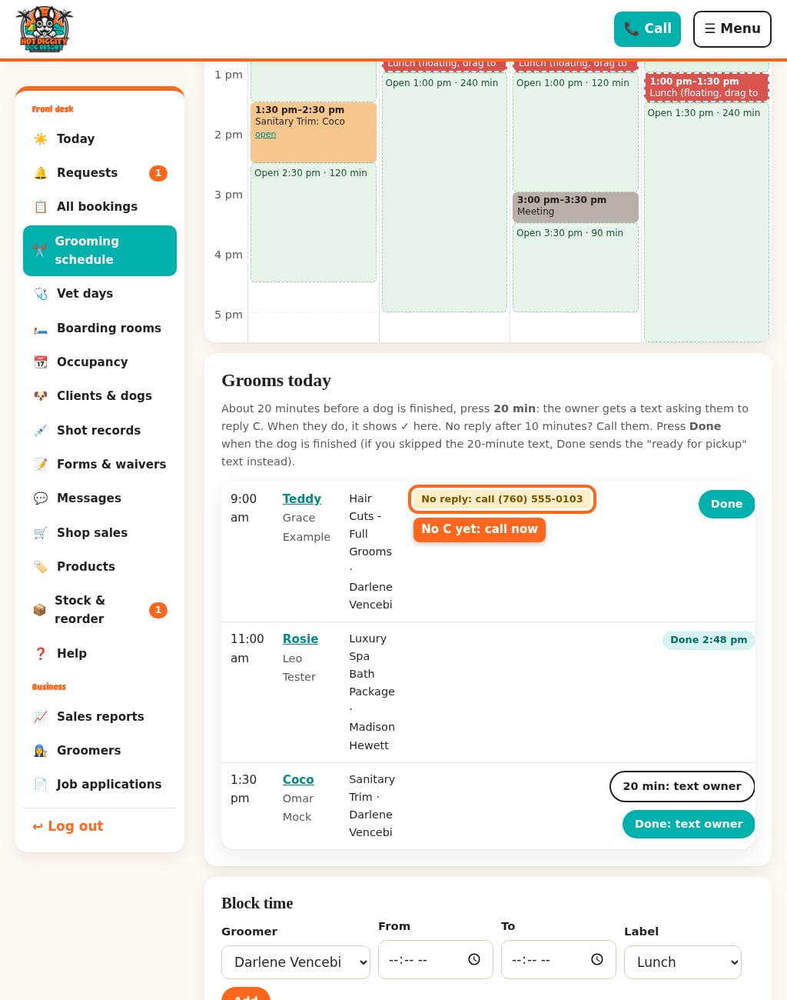 HOT DIGGITY
DOG RESORT
📞 Call
☰ Menu
Front desk
Today
Requests 1
All bookings
Grooming
schedule
Vet days
Boarding rooms
Occupancy
Clients & dogs
Shot records
Forms & waivers
Messages
Shop sales
Products
Stock &
reorder 1
Help
Business
Sales reports
Groomers
Job applications
↩ Log out
1 pm
2 pm
3 pm
4 pm
5 pm
1:30 pm–2:30 pm
Sanitary Trim: Coco
open
Open 2:30 pm · 120 min
Lunch (floating, drag to
Open 1:00 pm · 240 min
Lunch (floating, drag to
Open 1:00 pm · 120 min
3:00 pm–3:30 pm
Meeting
Open 3:30 pm · 90 min
1:00 pm–1:30 pm
Lunch (floating, drag to
Open 1:30 pm · 240 min
Grooms today
About 20 minutes before a dog is finished, press 20 min: the owner gets a text asking them to
reply C. When they do, it shows ✓ here. No reply after 10 minutes? Call them. Press Done
when the dog is finished (if you skipped the 20-minute text, Done sends the "ready for pickup"
text instead).
9:00
am
Teddy
Grace
Example
Hair
Cuts -
Full
Grooms
·
Darlene
Vencebi
No reply: call (760) 555-0103
No C yet: call now
Done
11:00
am
Rosie
Leo
Tester
Luxury
Spa
Bath
Package
·
Madison
Hewett
Done 2:48 pm
1:30
pm
Coco
Omar
Mock
Sanitary
Trim ·
Darlene
Vencebi
20 min: text owner
Done: text owner
Block time
Groomer
Darlene Vencebi
From
--:-- --
To
--:-- --
Label
Lunch
Add